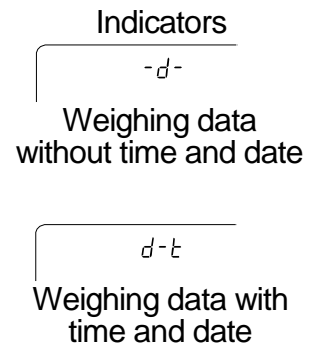 Indicators
-d-
Weighing data
without time and date
d-t
Weighing data with
time and date